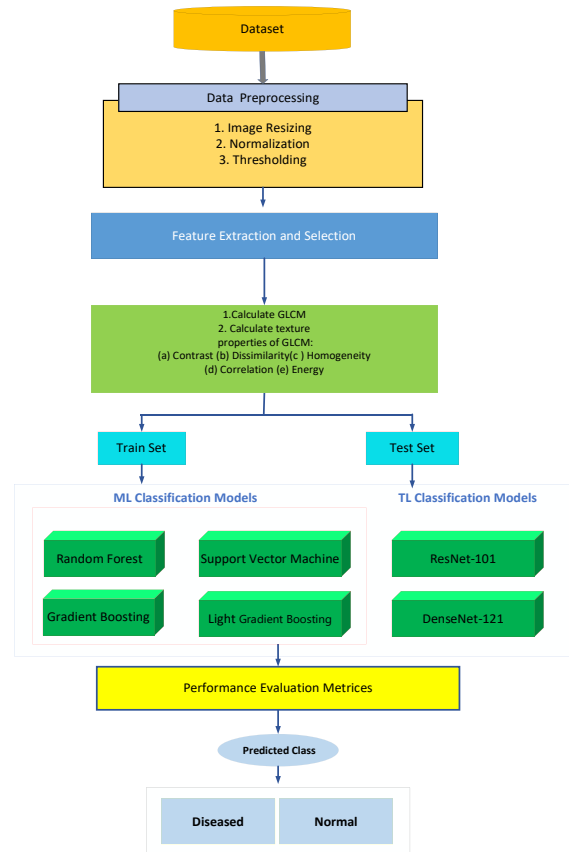 Dataset
Data Preprocessing
1. Image Resizing
2. Normalization
3. Thresholding
Feature Extraction and Selection
1.Calculate GLCM
2. Calculate texture
properties of GLCM:
(a) Contrast (b) Dissimilarity(c ) Homogeneity
(d) Correlation (e) Energy
Train Set
Test Set
ML Classification Models
TL Classification Models
Random Forest
Support Vector Machine
ResNet-101
Gradient Boosting
Light Gradient Boosting
DenseNet-121
Performance Evaluation Metrices
Predicted Class
Diseased
Normal